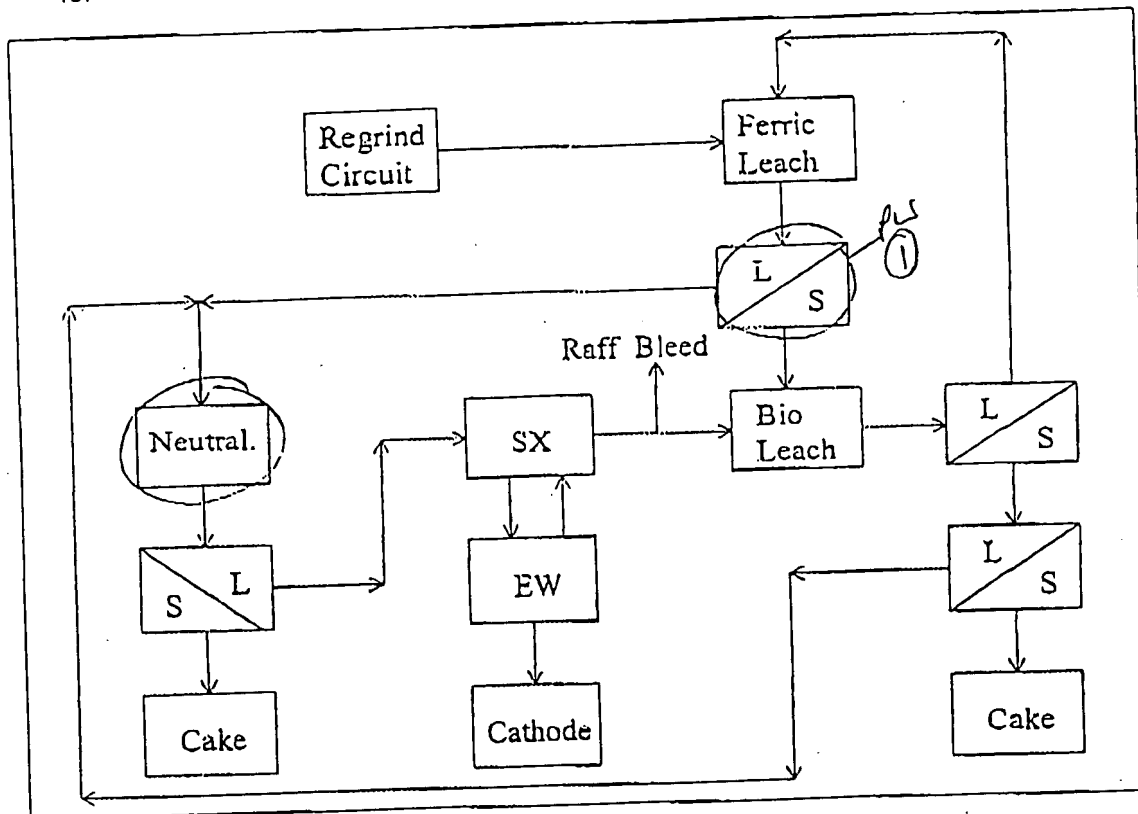 Regrind
Circuit
Ferric
Leach
L
S
①
Raff Bleed
Neutral.
SX
Bio
Leach
L
S
S
L
EW
L
S
Cake
Cathode
Cake